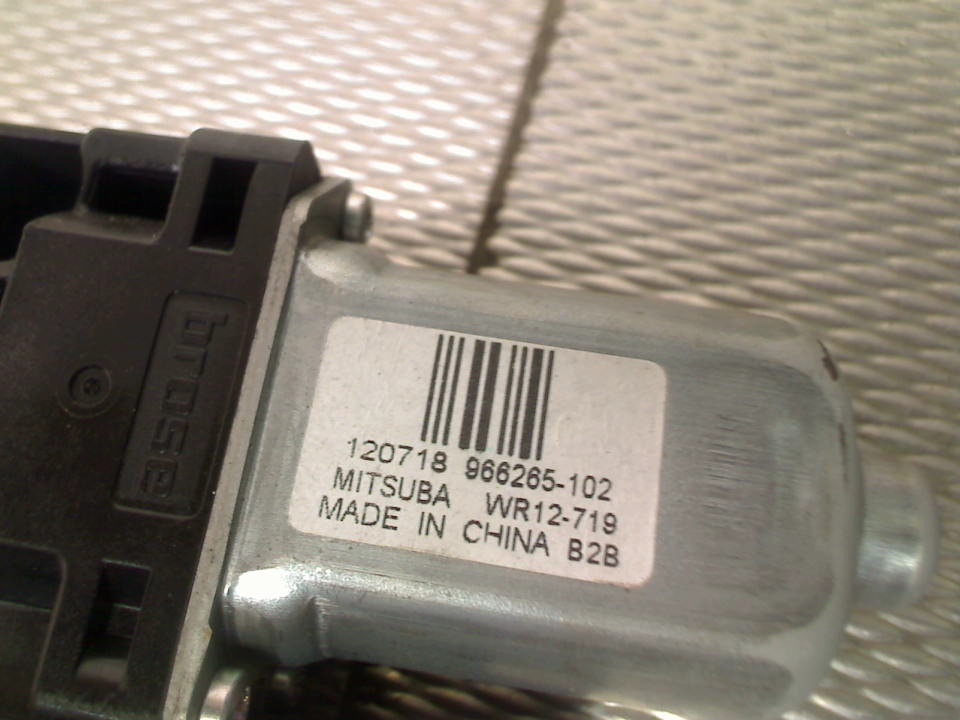 brose
120718 966265-102
MITSUBA WR12-719
MADE IN CHINA B2B